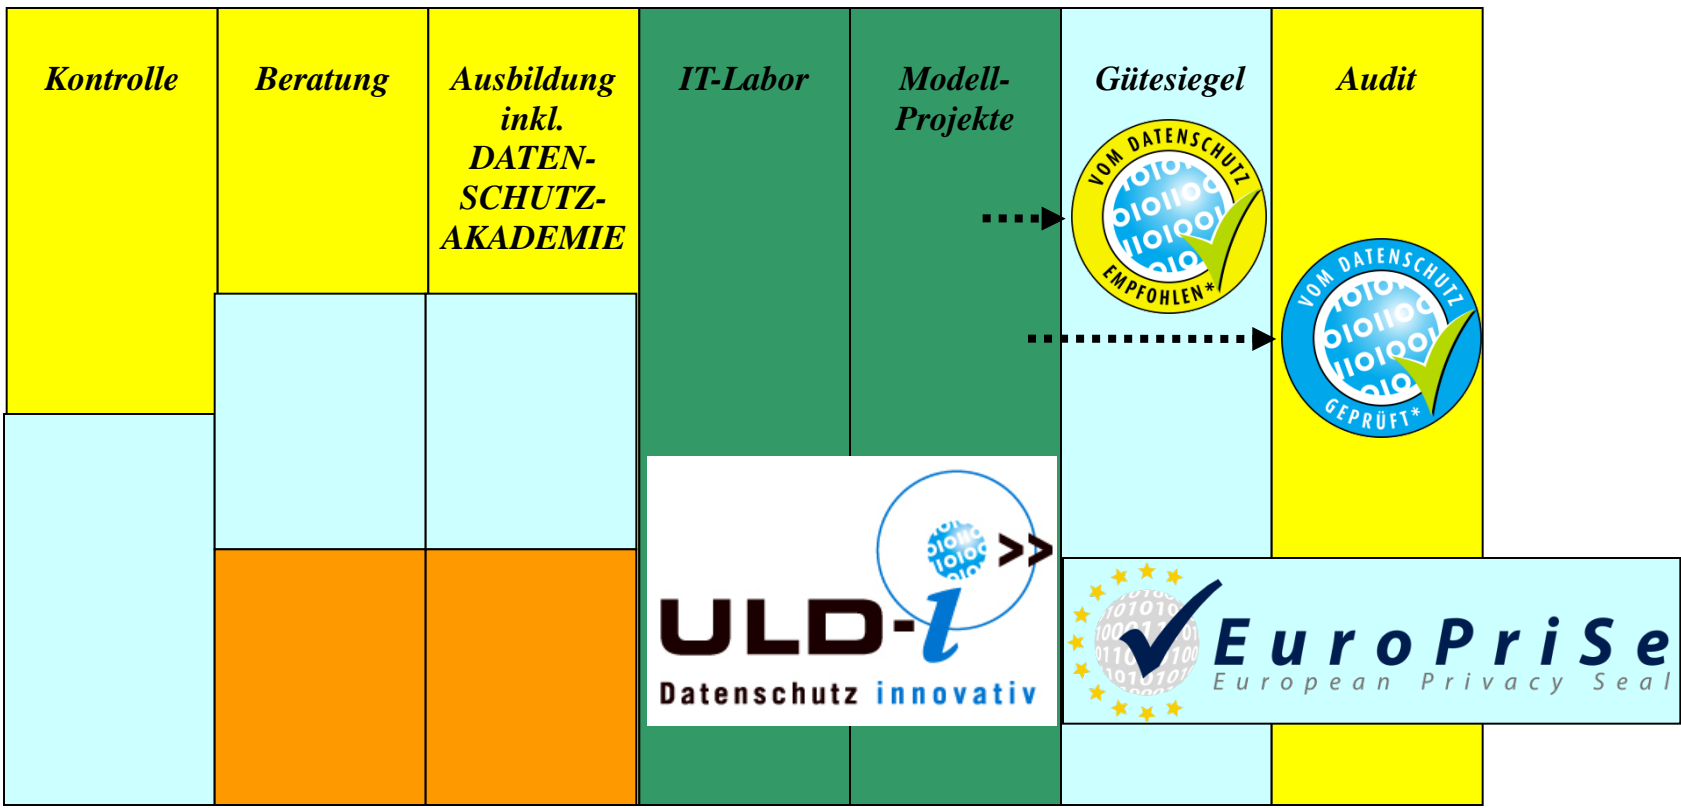 Kontrolle
Beratung
Ausbildung
inkl.
DATEN-
SCHUTZ-
AKADEMIE
IT-Labor
Modell-
Projekte
Gütesiegel
Audit
VOM DATENSCHUTZ
EMPFOHLEN*
VOM DATENSCHUTZ
GEPRÜFT*
>>
ULD-i
Datenschutz innovativ
EuroPriSe
European Privacy Seal